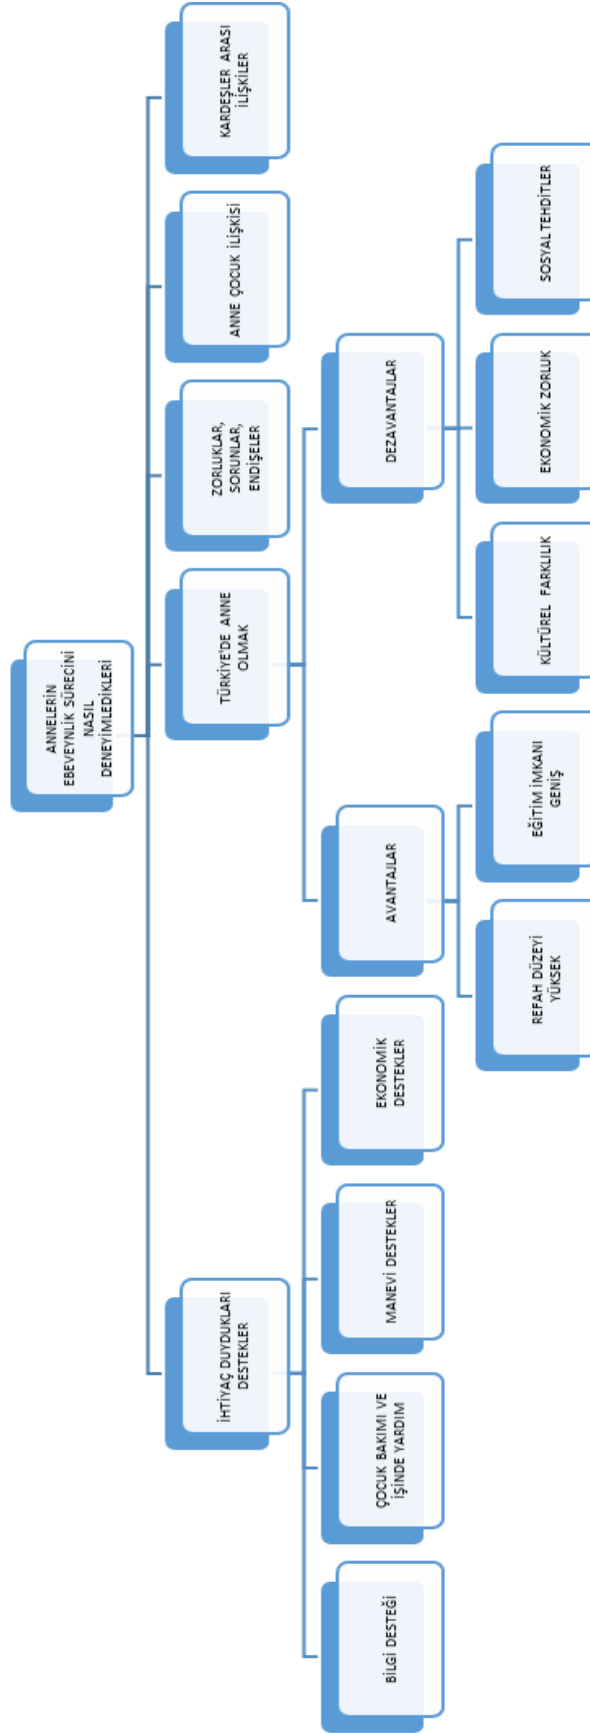 ANNELERİN
EBEVEYNLİK SÜRECİNİ
NASIL
DENEYİMLEDİKLERİ
İHTİYAÇ DUYDUKLARI
DESTEKLER
TÜRKİYE'DE ANNE
OLMAK
ZORLUKLAR,
SORUNLAR,
ENDİŞELER
ANNE ÇOCUK İLİŞKİSİ
KARDEŞLER ARASI
İLİŞKİLER
BİLGİ DESTEĞİ
ÇOCUK BAKIMI VE
İŞİNDE YARDIM
MANEVİ DESTEKLER
EKONOMİK
DESTEKLER
AVANTAJLAR
DEZAVANTAJLAR
REFAH DÜZEYİ
YÜKSEK
EĞİTİM İMKANI
GENİŞ
KÜLTÜREL FARKLILIK
EKONOMİK ZORLUK
SOSYAL TEHDİTLER